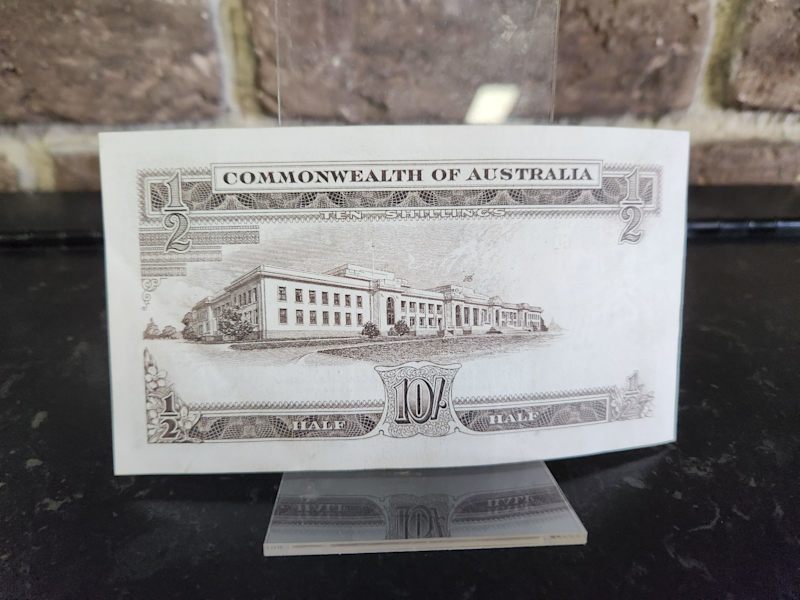 COMMONWEALTH OF AUSTRALIA
1/2
1/2
TEN SHILLINGS
10/-
1/2
HALF
HALF
1/2